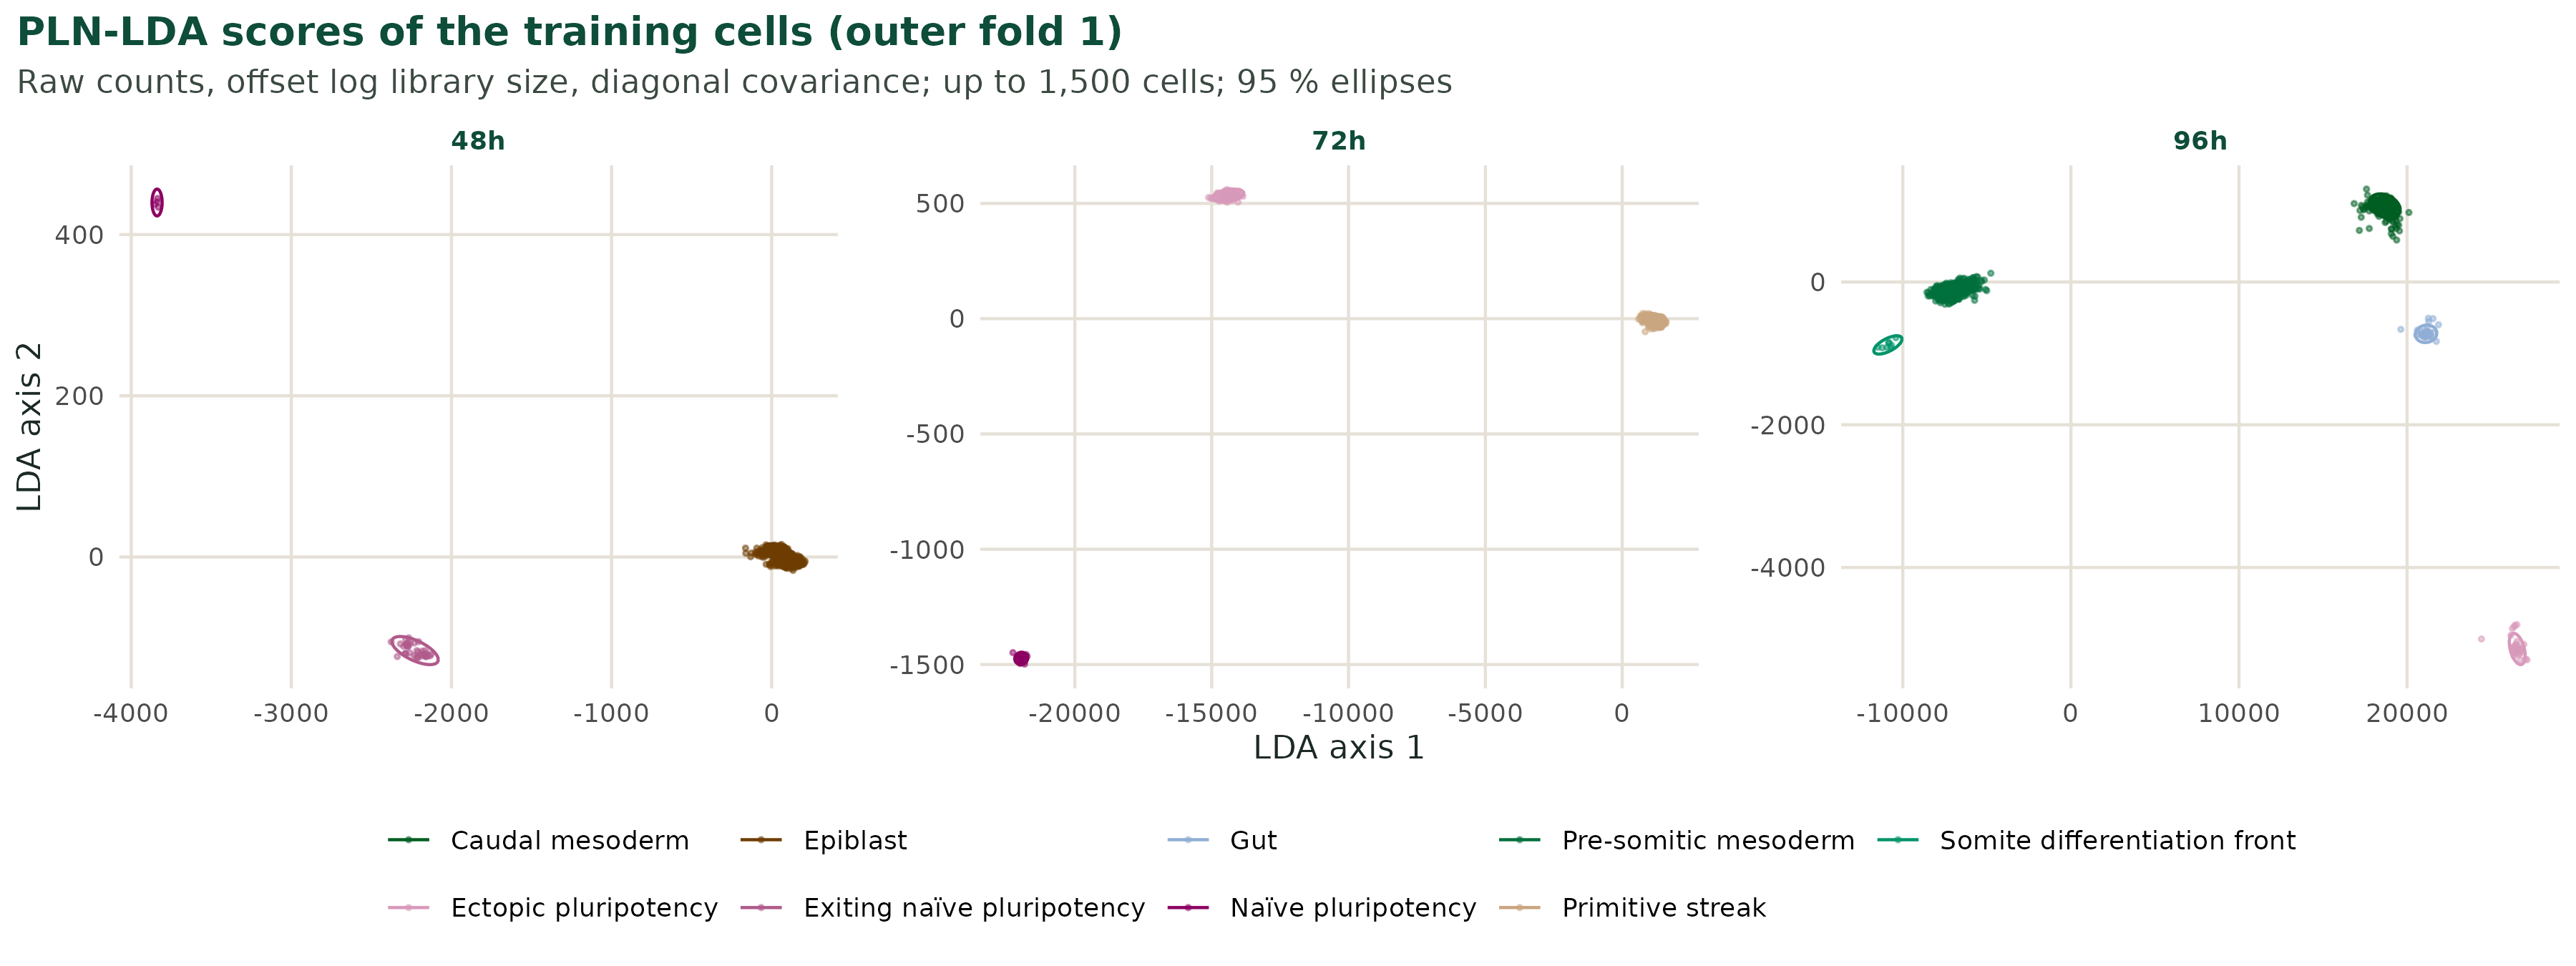 PLN-LDA scores of the training cells (outer fold 1)
Raw counts, offset log library size, diagonal covariance; up to 1,500 cells; 95 % ellipses
48h
72h
96h
LDA axis 2
400
200
0
500
0
-500
-1000
-1500
0
-2000
-4000
-4000 -3000 -2000 -1000 0
-20000 -15000 -10000 -5000 0
-10000 0 10000 20000
LDA axis 1
Caudal mesoderm Epiblast Gut Pre-somitic mesoderm Somite differentiation front
Ectopic pluripotency Exiting naïve pluripotency Naïve pluripotency Primitive streak